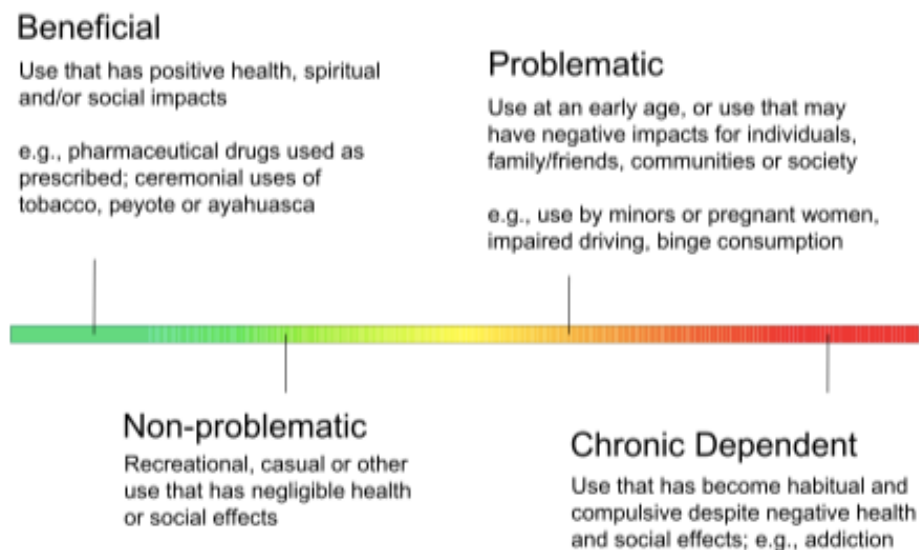 Beneficial
Use that has positive health, spiritual
and/or social impacts
e.g., pharmaceutical drugs used as
prescribed; ceremonial uses of
tobacco, peyote or ayahuasca
Problematic
Use at an early age, or use that may
have negative impacts for individuals,
family/friends, communities or society
e.g., use by minors or pregnant women,
impaired driving, binge consumption
Non-problematic
Recreational, casual or other
use that has negligible health
or social effects
Chronic Dependent
Use that has become habitual and
compulsive despite negative health
and social effects; e.g., addiction